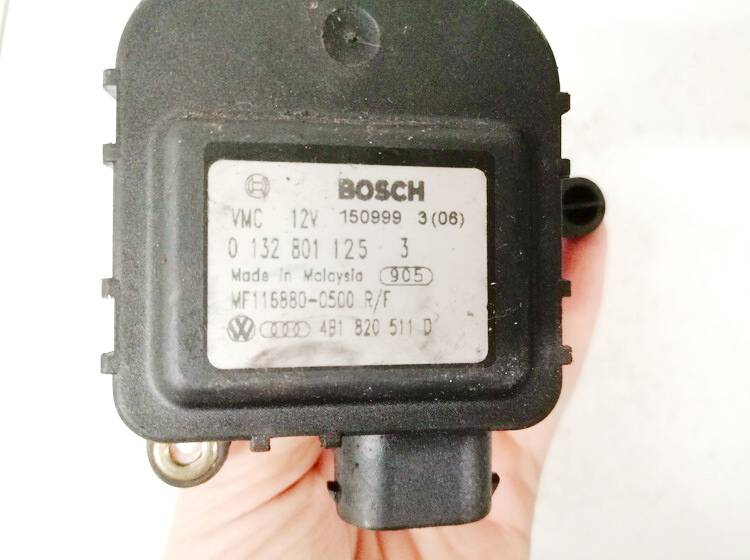 BOSCH
VMC 12V 150999 3(06)
0 132 801 125 3
Made in Malaysia 905
MF116880-0500 R/F
4B1 820 511 D